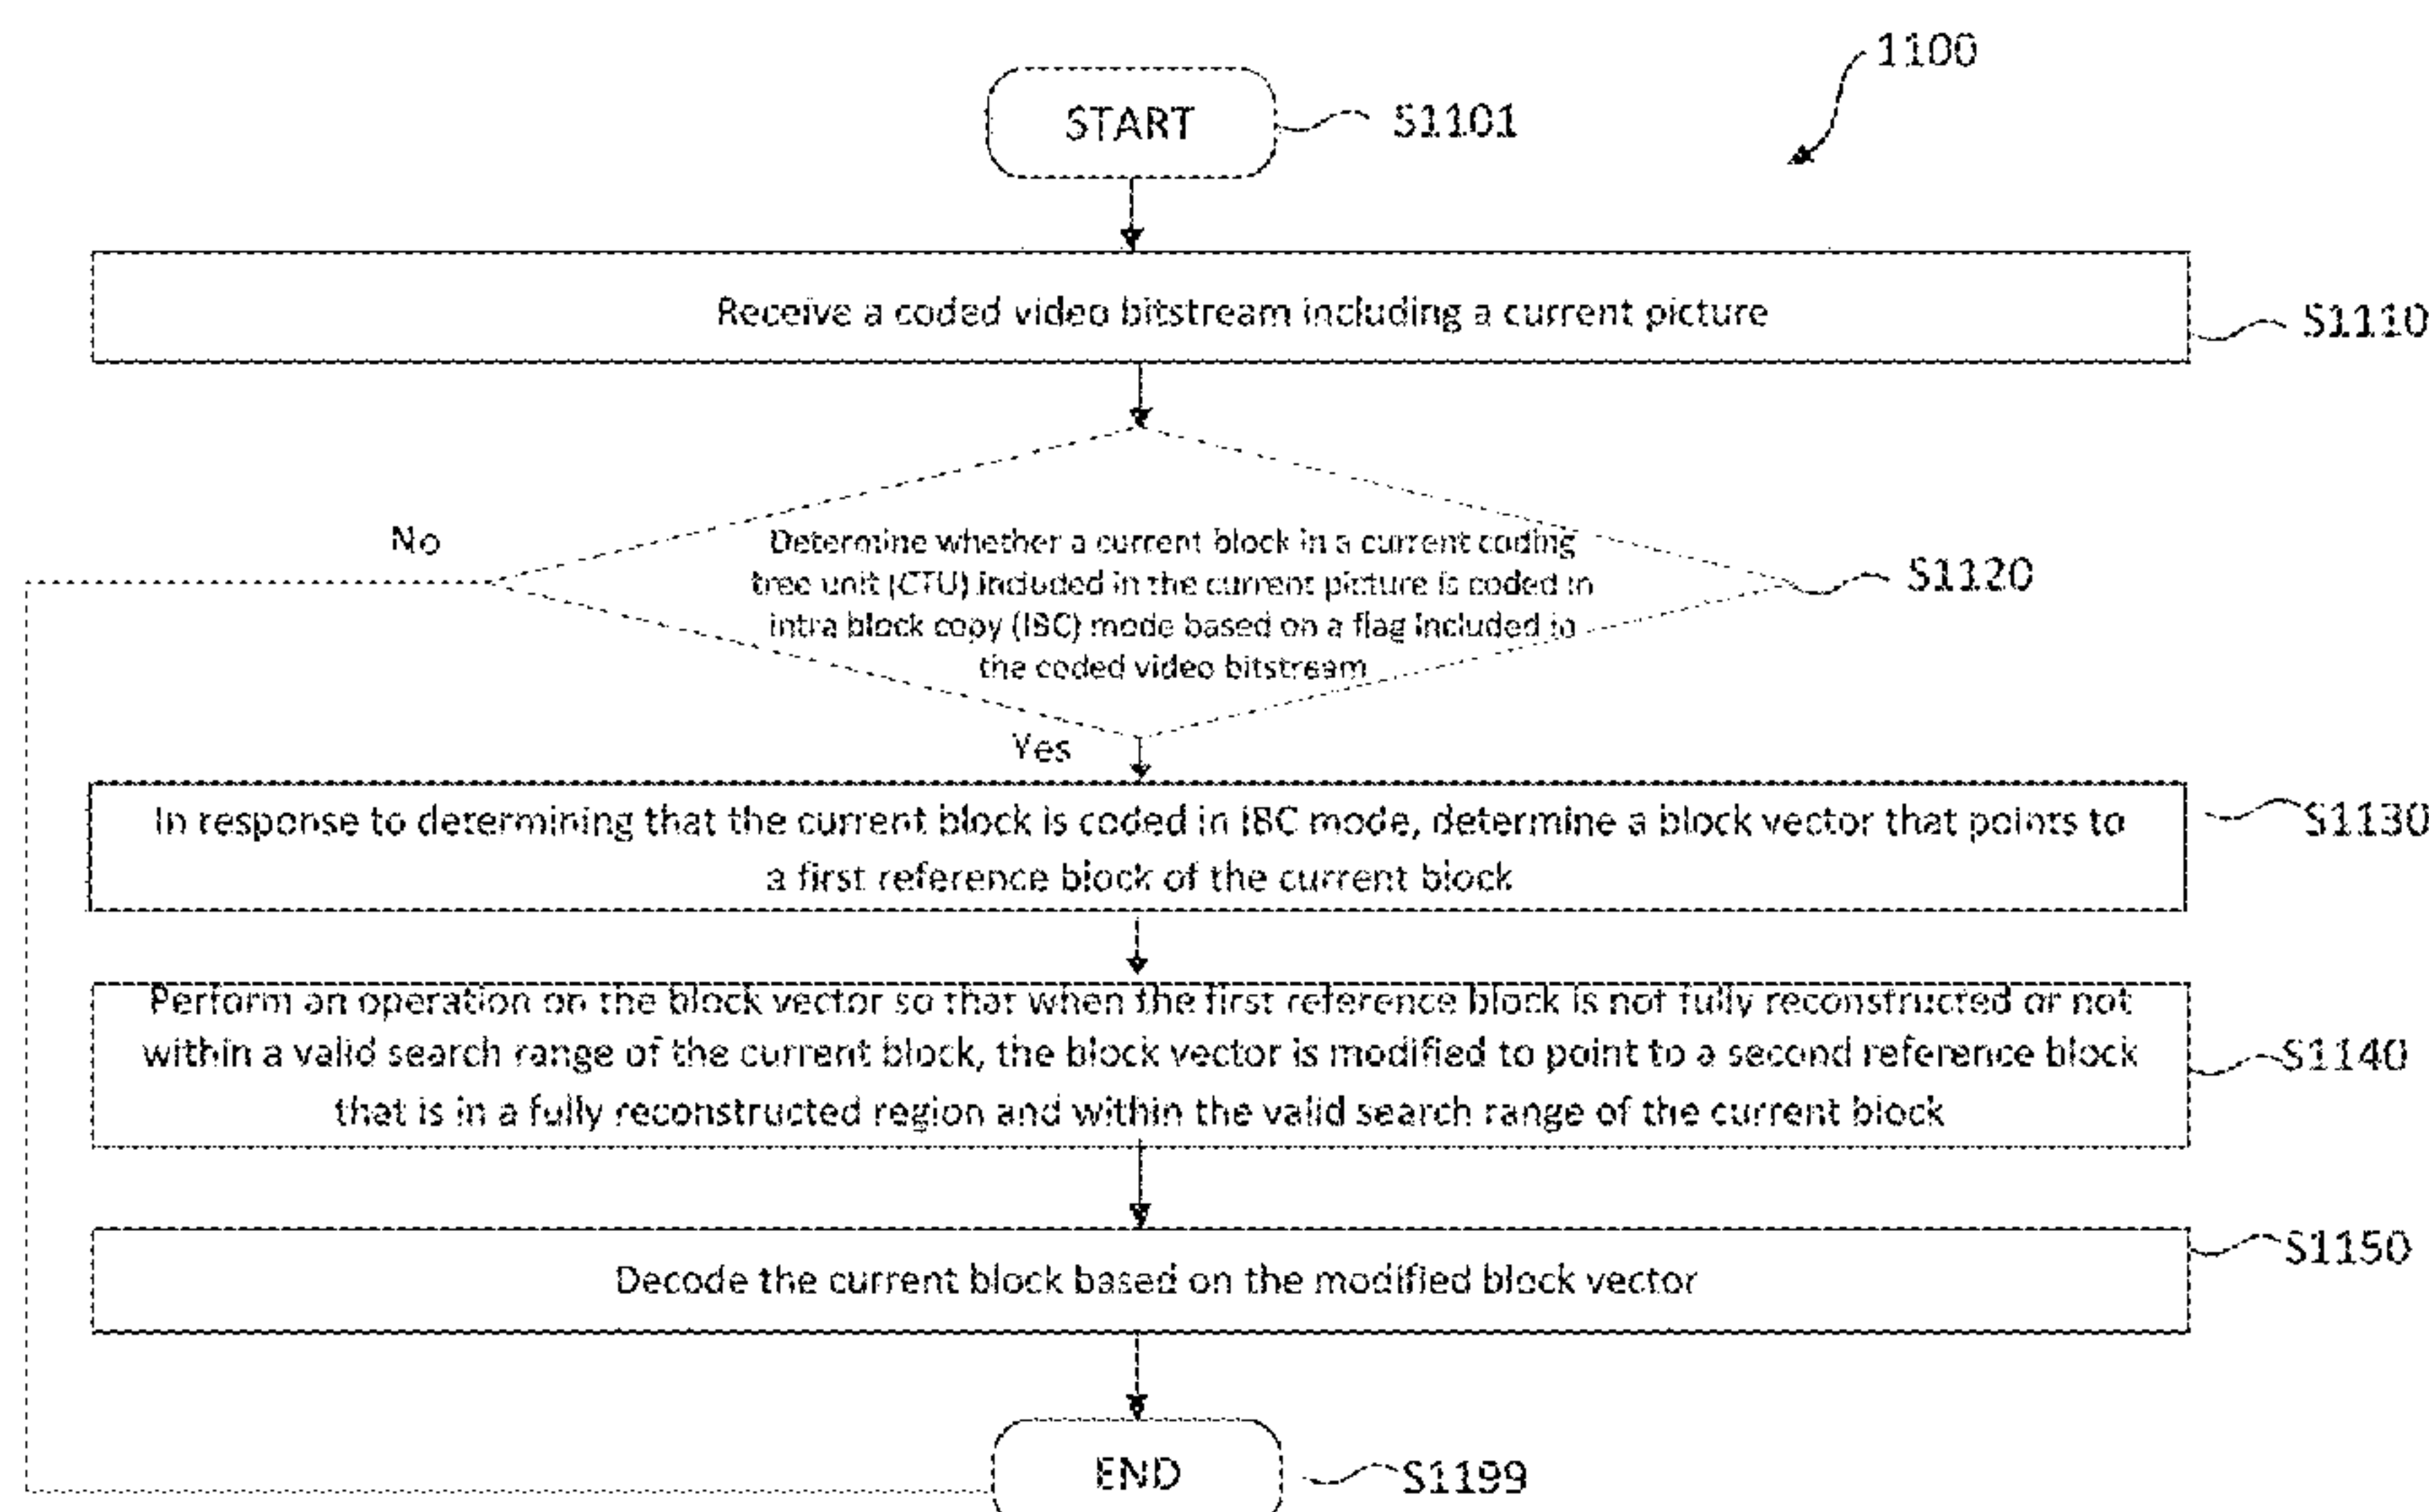 1100
START
S1101
Receive a coded video bitstream including a current picture
S1110
No
Determine whether a current block in a current coding
tree unit (CTU) included in the current picture is coded in
intra block copy (IBC) mode based on a flag included in
the coded video bitstream
S1120
Yes
In response to determining that the current block is coded in IBC mode, determine a block vector that points to
a first reference block of the current block
S1130
Perform an operation on the block vector so that when the first reference block is not fully reconstructed or not
within a valid search range of the current block, the block vector is modified to point to a second reference block
that is in a fully reconstructed region and within the valid search range of the current block
S1140
Decode the current block based on the modified block vector
S1150
END
S1199